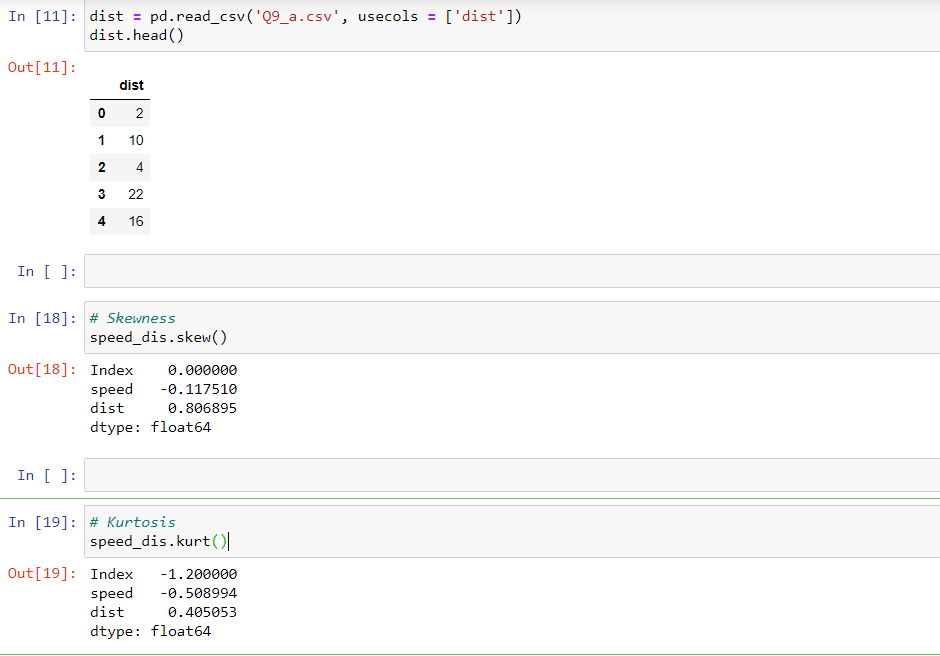 In [11]: dist = pd.read_csv('Q9_a.csv', usecols = ['dist'])
dist.head()
Out[11]:
dist
0 2
1 10
2 4
3 22
4 16
In [ ]:
In [18]: # Skewness
speed_dis.skew()
Out[18]: Index 0.000000
speed -0.117510
dist 0.806895
dtype: float64
In [ ]:
In [19]: # Kurtosis
speed_dis.kurt()
Out[19]: Index -1.200000
speed -0.508994
dist 0.405053
dtype: float64